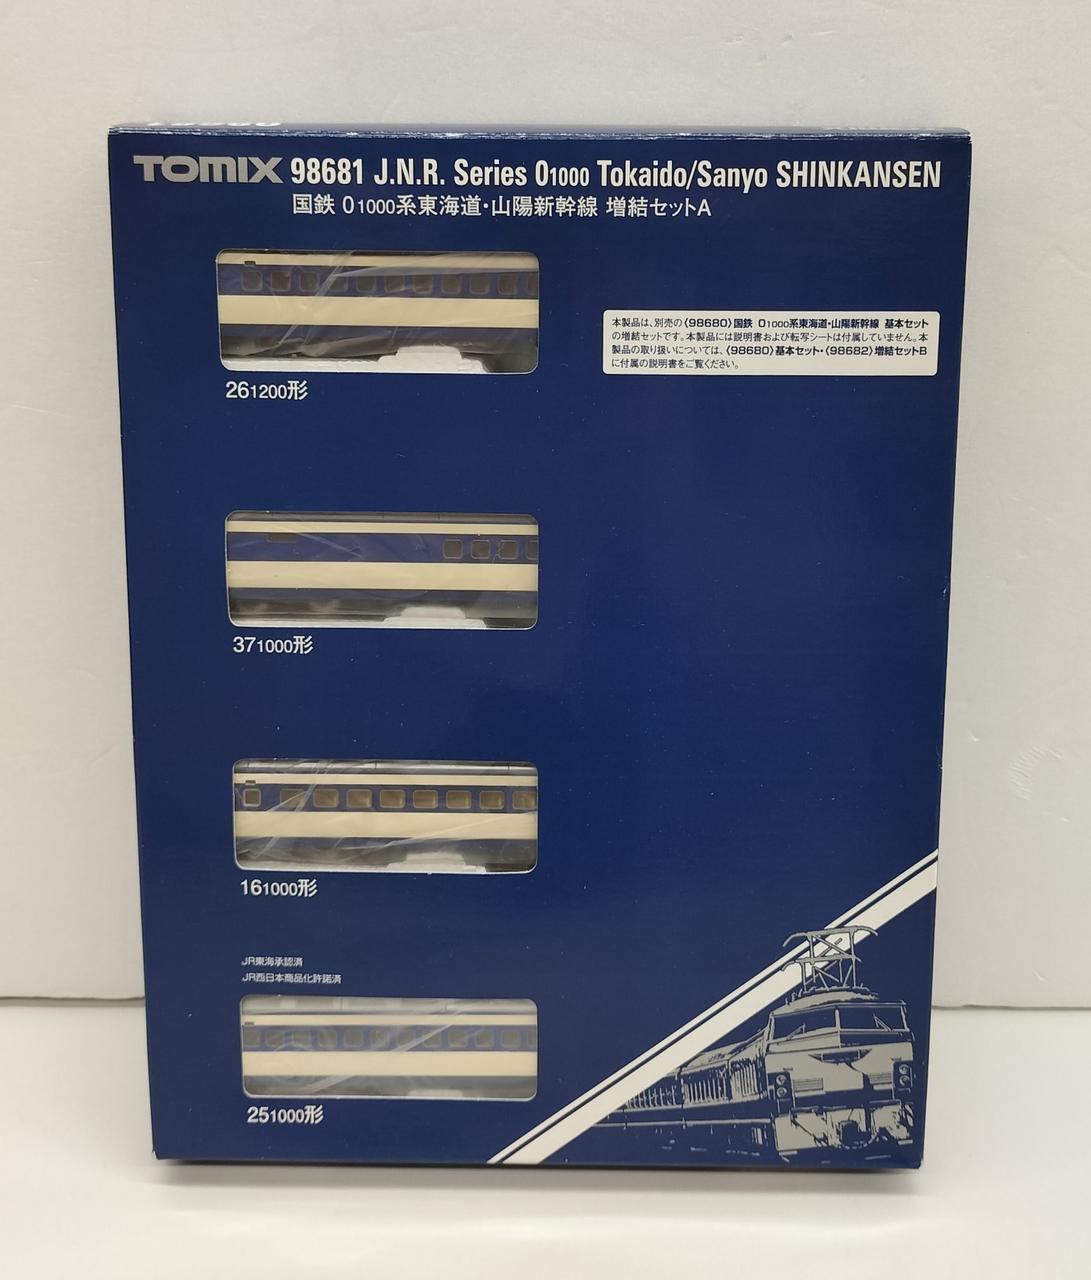 TOMIX 98681 J.N.R. Series 01000 Tokaido/Sanyo SHINKANSEN
国鉄 01000系東海道・山陽新幹線 増結セットA
261200形
本製品は、別売の〈98680〉国鉄 01000系東海道・山陽新幹線 基本セット
の増結セットです。本製品には説明書および転写シートは付属していません。本
製品の取り扱いについては、〈98680〉基本セット・〈98682〉増結セットB
に付属の説明書をご覧ください。
371000形
161000形
JR東海承認済
JR西日本商品化許諾済
251000形